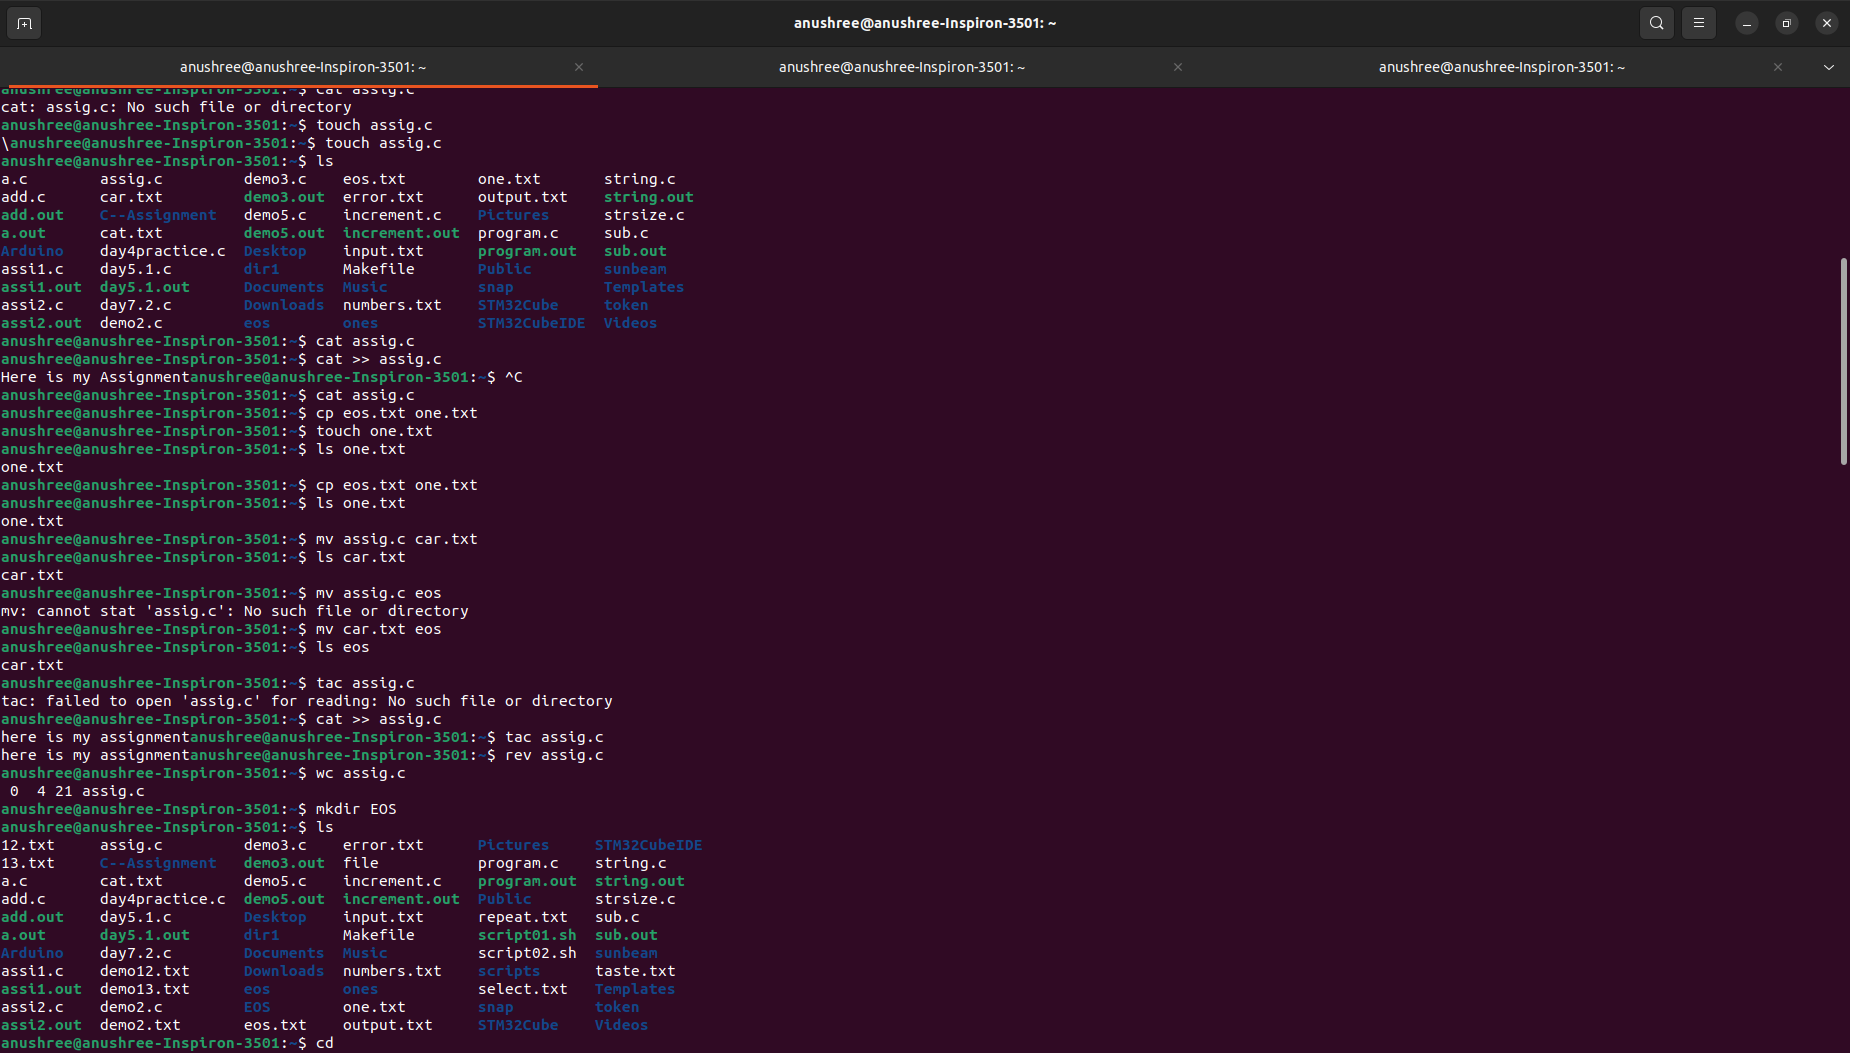 anushree@anushree-Inspiron-3501: ~
anushree@anushree-Inspiron-3501: ~ anushree@anushree-Inspiron-3501: ~ anushree@anushree-Inspiron-3501: ~
anushree@anushree-Inspiron-3501:~$ cat assig.c
cat: assig.c: No such file or directory
anushree@anushree-Inspiron-3501:~$ touch assig.c
\anushree@anushree-Inspiron-3501:~$ touch assig.c
anushree@anushree-Inspiron-3501:~$ ls
a.c assig.c demo3.c eos.txt one.txt string.c
add.c car.txt demo3.out error.txt output.txt string.out
add.out C--Assignment demo5.c increment.c Pictures strsize.c
a.out cat.txt demo5.out increment.out program.c sub.c
Arduino day4practice.c Desktop input.txt program.out sub.out
assi1.c day5.1.c dir1 Makefile Public sunbeam
assi1.out day5.1.out Documents Music snap Templates
assi2.c day7.2.c Downloads numbers.txt STM32Cube token
assi2.out demo2.c eos ones STM32CubeIDE Videos
anushree@anushree-Inspiron-3501:~$ cat assig.c
anushree@anushree-Inspiron-3501:~$ cat >> assig.c
Here is my Assignmentanushree@anushree-Inspiron-3501:~$ ^C
anushree@anushree-Inspiron-3501:~$ cat assig.c
anushree@anushree-Inspiron-3501:~$ cp eos.txt one.txt
anushree@anushree-Inspiron-3501:~$ touch one.txt
anushree@anushree-Inspiron-3501:~$ ls one.txt
one.txt
anushree@anushree-Inspiron-3501:~$ cp eos.txt one.txt
anushree@anushree-Inspiron-3501:~$ ls one.txt
one.txt
anushree@anushree-Inspiron-3501:~$ mv assig.c car.txt
anushree@anushree-Inspiron-3501:~$ ls car.txt
car.txt
anushree@anushree-Inspiron-3501:~$ mv assig.c eos
mv: cannot stat 'assig.c': No such file or directory
anushree@anushree-Inspiron-3501:~$ mv car.txt eos
anushree@anushree-Inspiron-3501:~$ ls eos
car.txt
anushree@anushree-Inspiron-3501:~$ tac assig.c
tac: failed to open 'assig.c' for reading: No such file or directory
anushree@anushree-Inspiron-3501:~$ cat >> assig.c
here is my assignmentanushree@anushree-Inspiron-3501:~$ tac assig.c
here is my assignmentanushree@anushree-Inspiron-3501:~$ rev assig.c
anushree@anushree-Inspiron-3501:~$ wc assig.c
 0 4 21 assig.c
anushree@anushree-Inspiron-3501:~$ mkdir EOS
anushree@anushree-Inspiron-3501:~$ ls
12.txt assig.c demo3.c error.txt Pictures STM32CubeIDE
13.txt C--Assignment demo3.out file program.c string.c
a.c cat.txt demo5.c increment.c program.out string.out
add.c day4practice.c demo5.out increment.out Public strsize.c
add.out day5.1.c Desktop input.txt repeat.txt sub.c
a.out day5.1.out dir1 Makefile script01.sh sub.out
Arduino day7.2.c Documents Music script02.sh sunbeam
assi1.c demo12.txt Downloads numbers.txt scripts taste.txt
assi1.out demo13.txt eos ones select.txt Templates
assi2.c demo2.c EOS one.txt snap token
assi2.out demo2.txt eos.txt output.txt STM32Cube Videos
anushree@anushree-Inspiron-3501:~$ cd